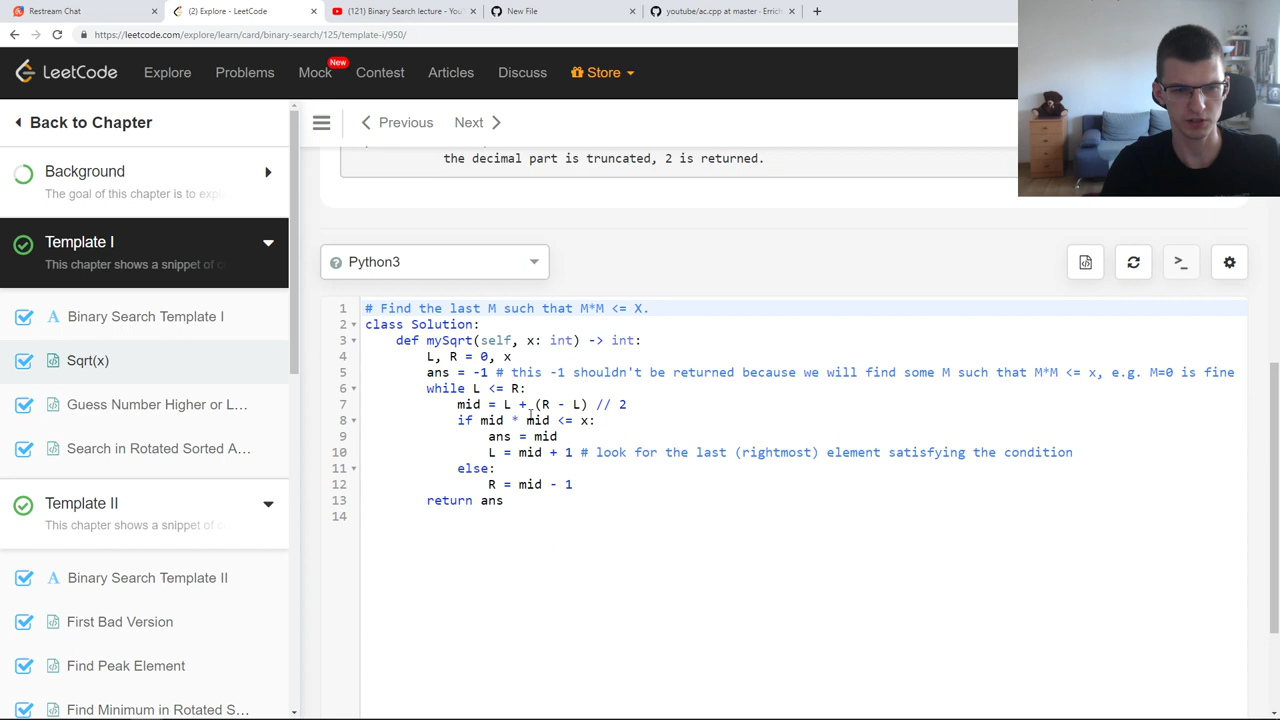 Restream Chat
(2) Explore - LeetCode
(121) Binary Search lecture - You
New File
youtube/ac.cpp at master · Errich
https://leetcode.com/explore/learn/card/binary-search/125/template-i/950/
LeetCode
Explore
Problems
Mock
New
Contest
Articles
Discuss
Store
Back to Chapter
Background
The goal of this chapter is to expl
Template I
This chapter shows a snippet of c
A Binary Search Template I
Sqrt(x)
Guess Number Higher or L...
Search in Rotated Sorted A...
Template II
This chapter shows a snippet of c
A Binary Search Template II
First Bad Version
Find Peak Element
Find Minimum in Rotated S...
Previous
Next
the decimal part is truncated, 2 is returned.
Python3
1 # Find the last M such that M*M <= X.
2 class Solution:
3 def mySqrt(self, x: int) -> int:
4 L, R = 0, x
5 ans = -1 # this -1 shouldn't be returned because we will find some M such that M*M <= x, e.g. M=0 is fine
6 while L <= R:
7 mid = L + (R - L) // 2
8 if mid * mid <= x:
9 ans = mid
10 L = mid + 1 # look for the last (rightmost) element satisfying the condition
11 else:
12 R = mid - 1
13 return ans
14